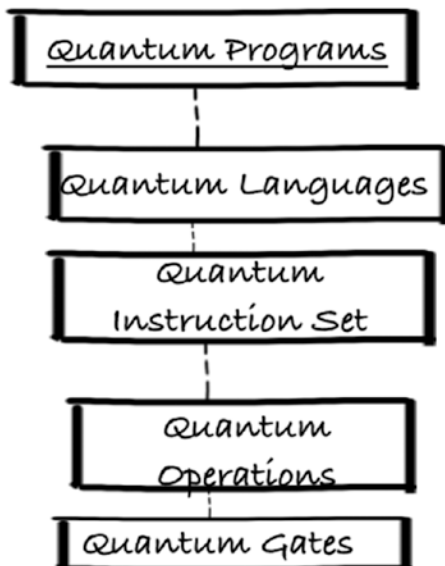 Quantum Programs
Quantum Languages
Quantum
Instruction Set
Quantum
Operations
Quantum Gates